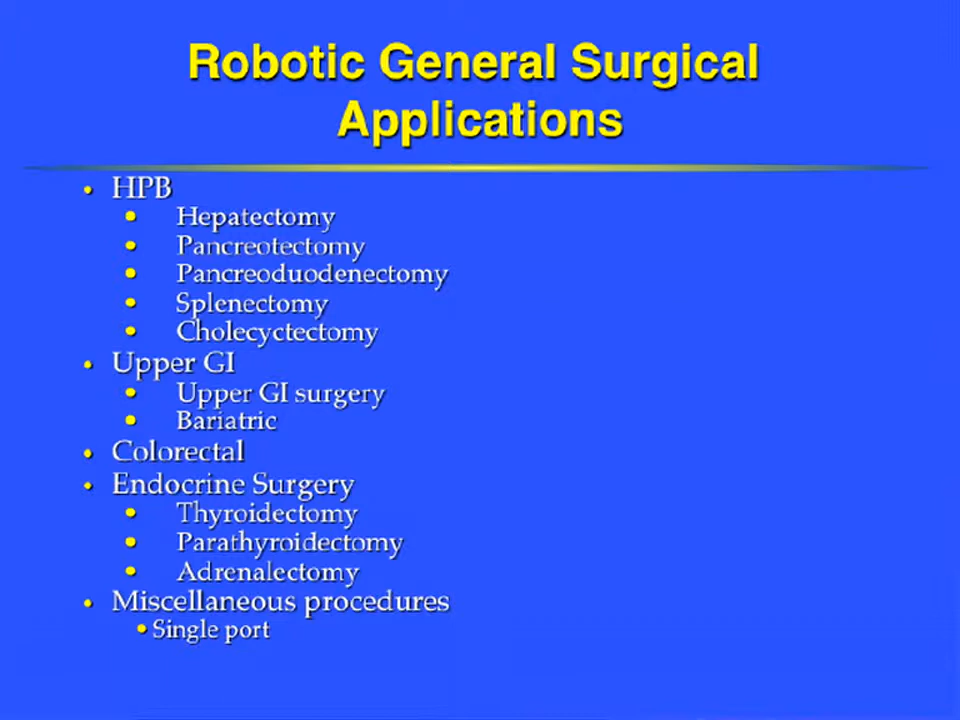 Robotic General Surgical
Applications
• HPB
• Hepatectomy
• Pancreotectomy
• Pancreoduodenectomy
• Splenectomy
• Cholecyctectomy
• Upper GI
• Upper GI surgery
• Bariatric
• Colorectal
• Endocrine Surgery
• Thyroidectomy
• Parathyroidectomy
• Adrenalectomy
• Miscellaneous procedures
• Single port